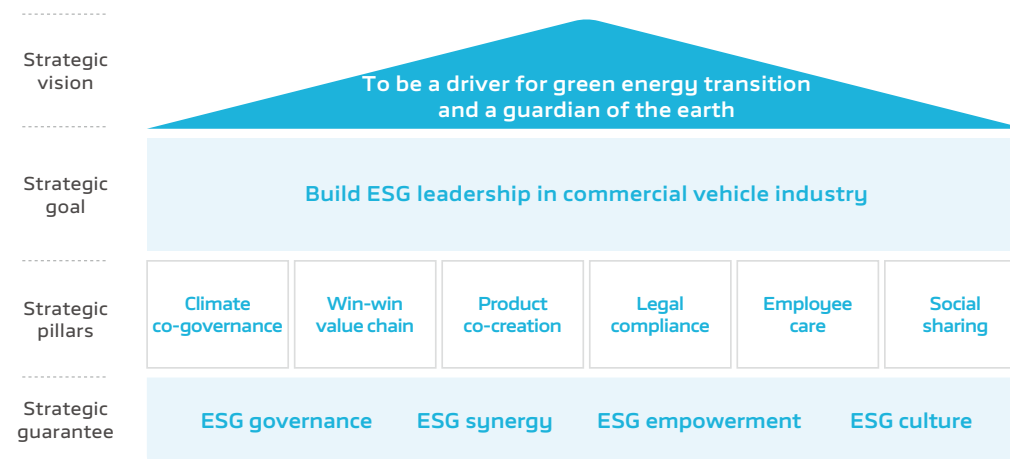 Strategic
vision
To be a driver for green energy transition
and a guardian of the earth
Strategic
goal
Build ESG leadership in commercial vehicle industry
Strategic
pillars
Climate
co-governance
Win-win
value chain
Product
co-creation
Legal
compliance
Employee
care
Social
sharing
Strategic
guarantee
ESG governance
ESG synergy
ESG empowerment
ESG culture